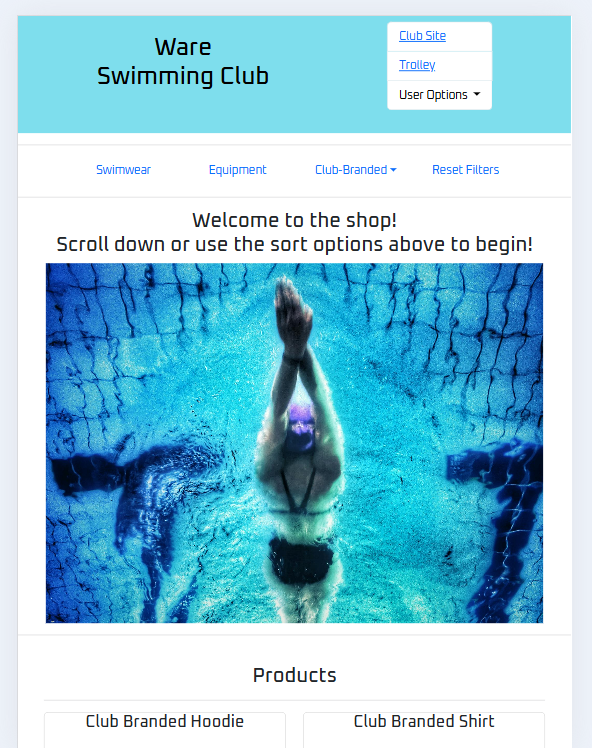 Ware
Swimming Club
Club Site
Trolley
User Options
Swimwear
Equipment
Club-Branded
Reset Filters
Welcome to the shop!
Scroll down or use the sort options above to begin!
Products
Club Branded Hoodie
Club Branded Shirt